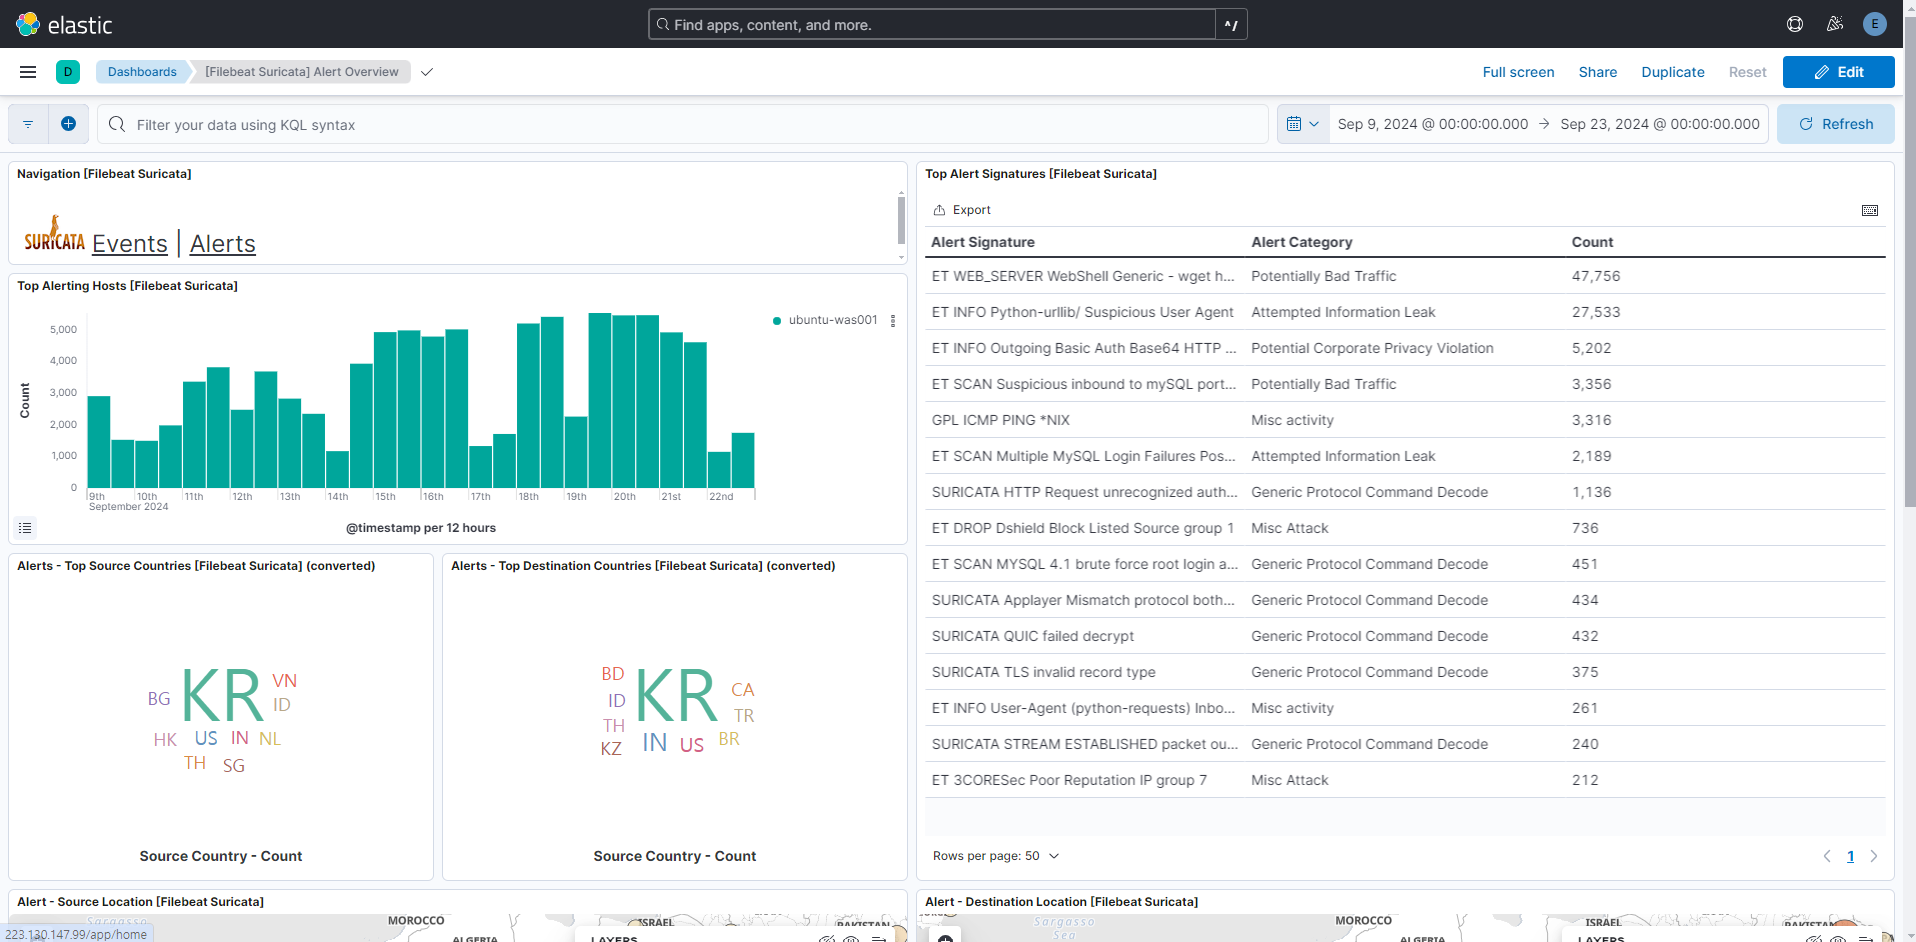 elastic
Find apps, content, and more.
^/
E
D
Dashboards
[Filebeat Suricata] Alert Overview
Full screen
Share
Duplicate
Reset
Edit
Filter your data using KQL syntax
Sep 9, 2024 @ 00:00:00.000 → Sep 23, 2024 @ 00:00:00.000
Refresh
Navigation [Filebeat Suricata]
SURICATA Events | Alerts
Top Alerting Hosts [Filebeat Suricata]
5,000
4,000
3,000
2,000
1,000
0
Count
9th 10th 11th 12th 13th 14th 15th 16th 17th 18th 19th 20th 21st 22nd
September 2024
@timestamp per 12 hours
ubuntu-was001
Alerts - Top Source Countries [Filebeat Suricata] (converted)
KR
VN
BG
ID
HK
US
IN
NL
TH
SG
Source Country - Count
Alerts - Top Destination Countries [Filebeat Suricata] (converted)
BD
KR
CA
ID
TH
TR
KZ
IN
US
BR
Source Country - Count
Top Alert Signatures [Filebeat Suricata]
Export
Alert Signature Alert Category Count
ET WEB_SERVER WebShell Generic - wget h... Potentially Bad Traffic 47,756
ET INFO Python-urllib/ Suspicious User Agent Attempted Information Leak 27,533
ET INFO Outgoing Basic Auth Base64 HTTP ... Potential Corporate Privacy Violation 5,202
ET SCAN Suspicious inbound to mySQL port... Potentially Bad Traffic 3,356
GPL ICMP PING *NIX Misc activity 3,316
ET SCAN Multiple MySQL Login Failures Pos... Attempted Information Leak 2,189
SURICATA HTTP Request unrecognized auth... Generic Protocol Command Decode 1,136
ET DROP Dshield Block Listed Source group 1 Misc Attack 736
ET SCAN MYSQL 4.1 brute force root login a... Generic Protocol Command Decode 451
SURICATA Applayer Mismatch protocol both... Generic Protocol Command Decode 434
SURICATA QUIC failed decrypt Generic Protocol Command Decode 432
SURICATA TLS invalid record type Generic Protocol Command Decode 375
ET INFO User-Agent (python-requests) Inbo... Misc activity 261
SURICATA STREAM ESTABLISHED packet ou... Generic Protocol Command Decode 240
ET 3CORESec Poor Reputation IP group 7 Misc Attack 212
Rows per page: 50
1
Alert - Source Location [Filebeat Suricata]
Sargasso
MOROCCO
ALGERIA
ISRAEL
PAKISTAN
LAYERS
223.130.147.99/app/home
Alert - Destination Location [Filebeat Suricata]
Sargasso
Sea
MOROCCO
ALGERIA
ISRAEL
PAKISTAN
LAYERS